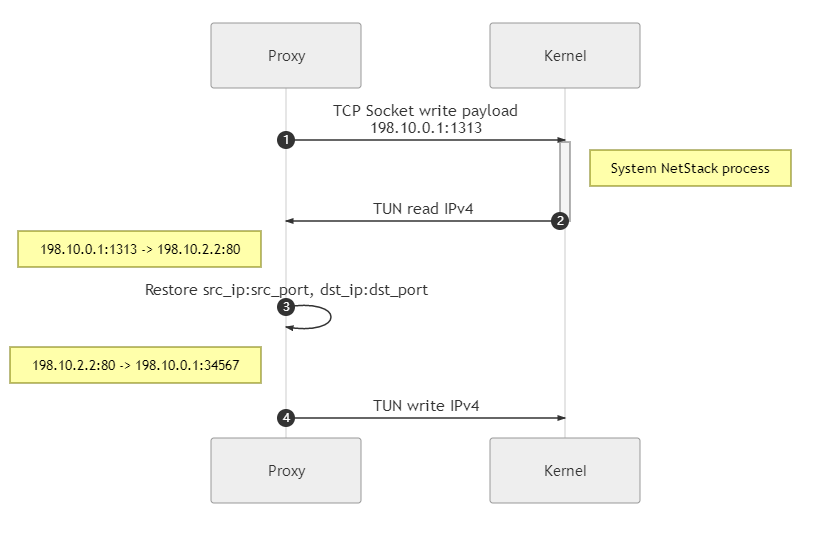 Proxy
Kernel
TCP Socket write payload
198.10.0.1:1313
1
System NetStack process
TUN read IPv4
2
198.10.0.1:1313 -> 198.10.2.2:80
Restore src_ip:src_port, dst_ip:dst_port
3
198.10.2.2:80 -> 198.10.0.1:34567
TUN write IPv4
4
Proxy
Kernel